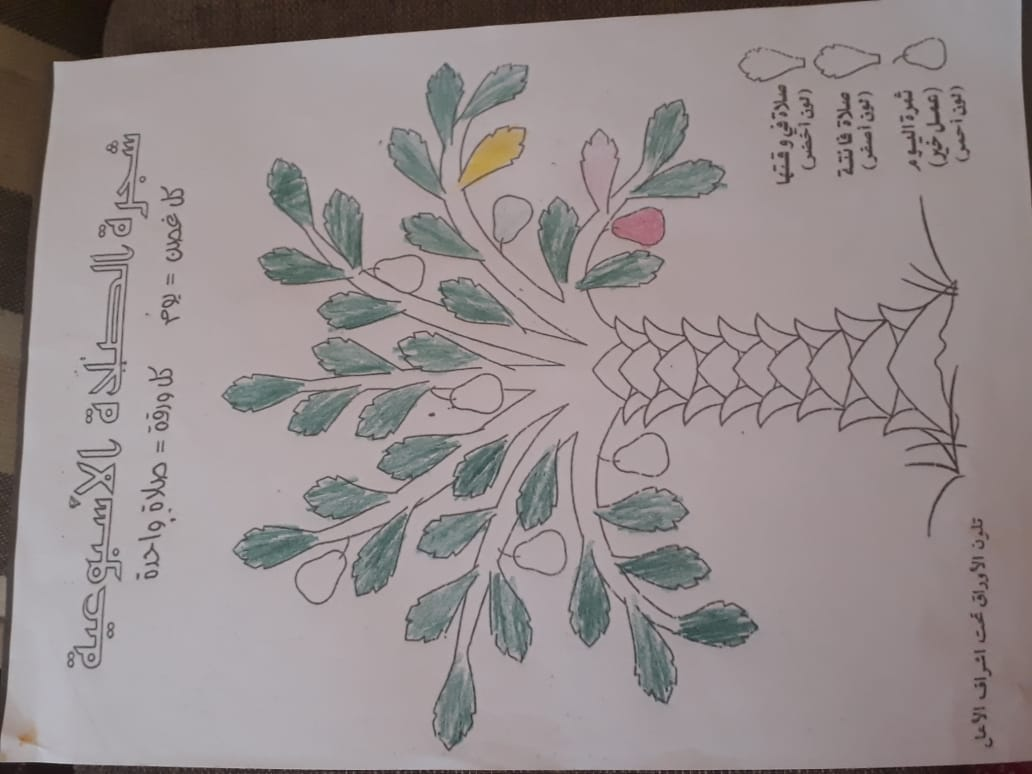 شجرة الصلاة الأسبوعية
كل غصن = يوم
كل ورقة = صلاة واحدة
صلاة في وقتها
(لون أخضر)
صلاة فائتة
(لون أصفر)
ثمرة اليوم
(عمل خير)
(لون أحمر)
تلون الأوراق تحت اشراف الأهل